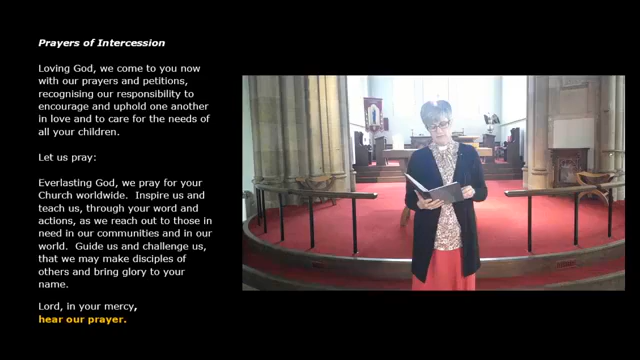 Prayers of Intercession
Loving God, we come to you now
with our prayers and petitions,
recognising our responsibility to
encourage and uphold one another
in love and to care for the needs of
all your children.
Let us pray:
Everlasting God, we pray for your
Church worldwide.  Inspire us and
teach us, through your word and
actions, as we reach out to those in
need in our communities and in our
world.  Guide us and challenge us,
that we may make disciples of
others and bring glory to your
name.
Lord, in your mercy,
hear our prayer.